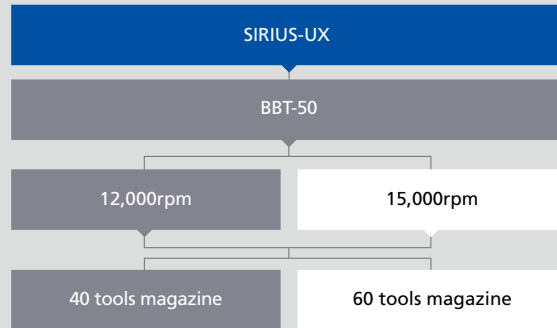 SIRIUS-UX
BBT-50
12,000rpm
15,000rpm
40 tools magazine
60 tools magazine